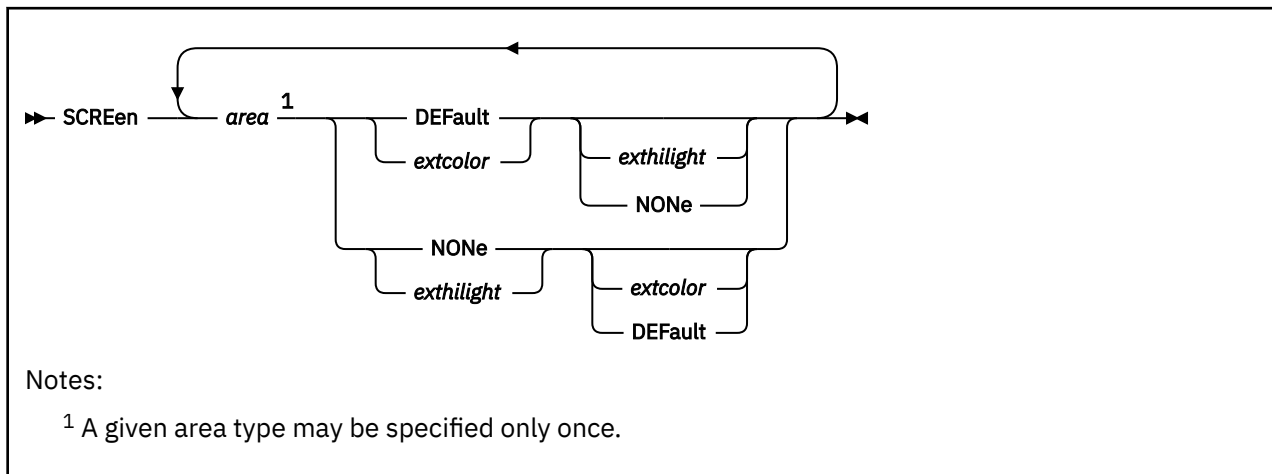 SCREen area 1 DEFault
extcolor exthilight
NONe
NONe
exthilight extcolor
DEFault
Notes:
1 A given area type may be specified only once.